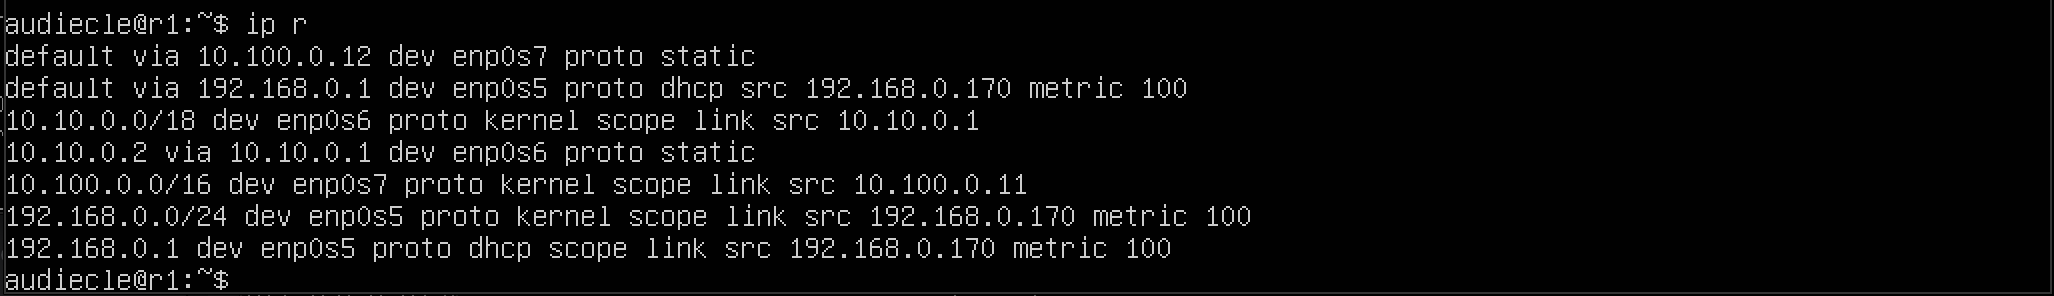 audiecle@r1:~$ ip r
default via 10.100.0.12 dev enp0s7 proto static
default via 192.168.0.1 dev enp0s5 proto dhcp src 192.168.0.170 metric 100
10.10.0.0/18 dev enp0s6 proto kernel scope link src 10.10.0.1
10.10.0.2 via 10.10.0.1 dev enp0s6 proto static
10.100.0.0/16 dev enp0s7 proto kernel scope link src 10.100.0.11
192.168.0.0/24 dev enp0s5 proto kernel scope link src 192.168.0.170 metric 100
192.168.0.1 dev enp0s5 proto dhcp scope link src 192.168.0.170 metric 100
audiecle@r1:~$